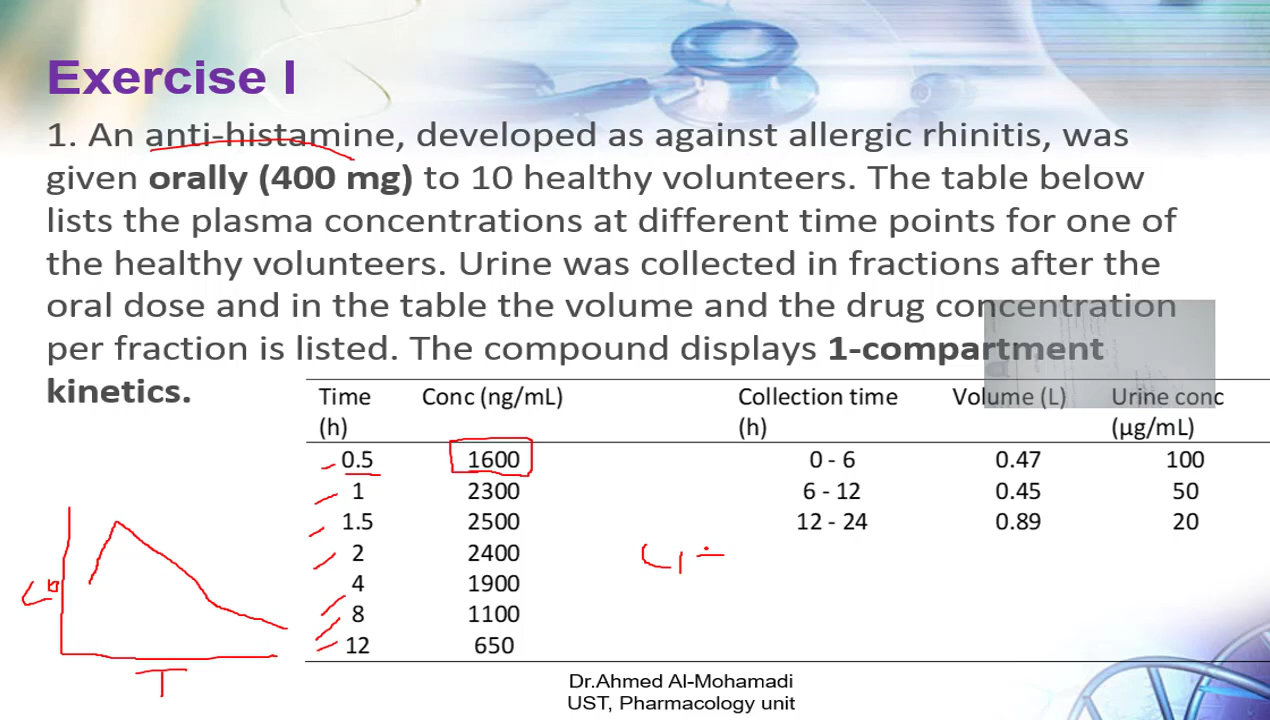 Exercise I
1. An anti-histamine, developed as against allergic rhinitis, was
given orally (400 mg) to 10 healthy volunteers. The table below
lists the plasma concentrations at different time points for one of
the healthy volunteers. Urine was collected in fractions after the
oral dose and in the table the volume and the drug concentration
per fraction is listed. The compound displays 1-compartment
kinetics.
Time (h) Conc (ng/mL) Collection time (h) Volume (L) Urine conc (µg/mL)
0.5 1600 0 - 6 0.47 100
1 2300 6 - 12 0.45 50
1.5 2500 12 - 24 0.89 20
2 2400
4 1900
8 1100
12 650
T
Dr.Ahmed Al-Mohamadi
UST, Pharmacology unit